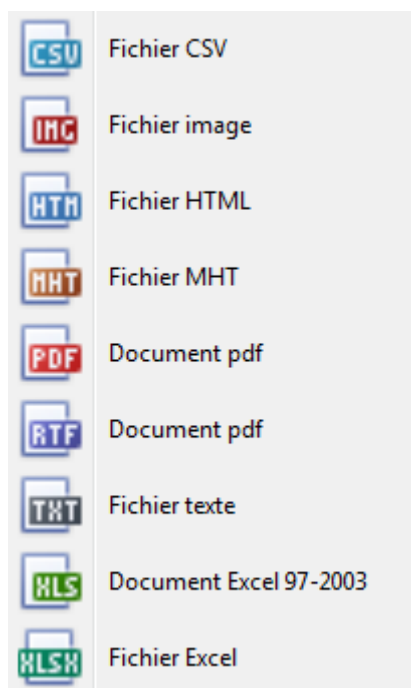 CSV Fichier CSV
IMG Fichier image
HTM Fichier HTML
MHT Fichier MHT
PDF Document pdf
RTF Document pdf
TXT Fichier texte
XLS Document Excel 97-2003
XLSX Fichier Excel